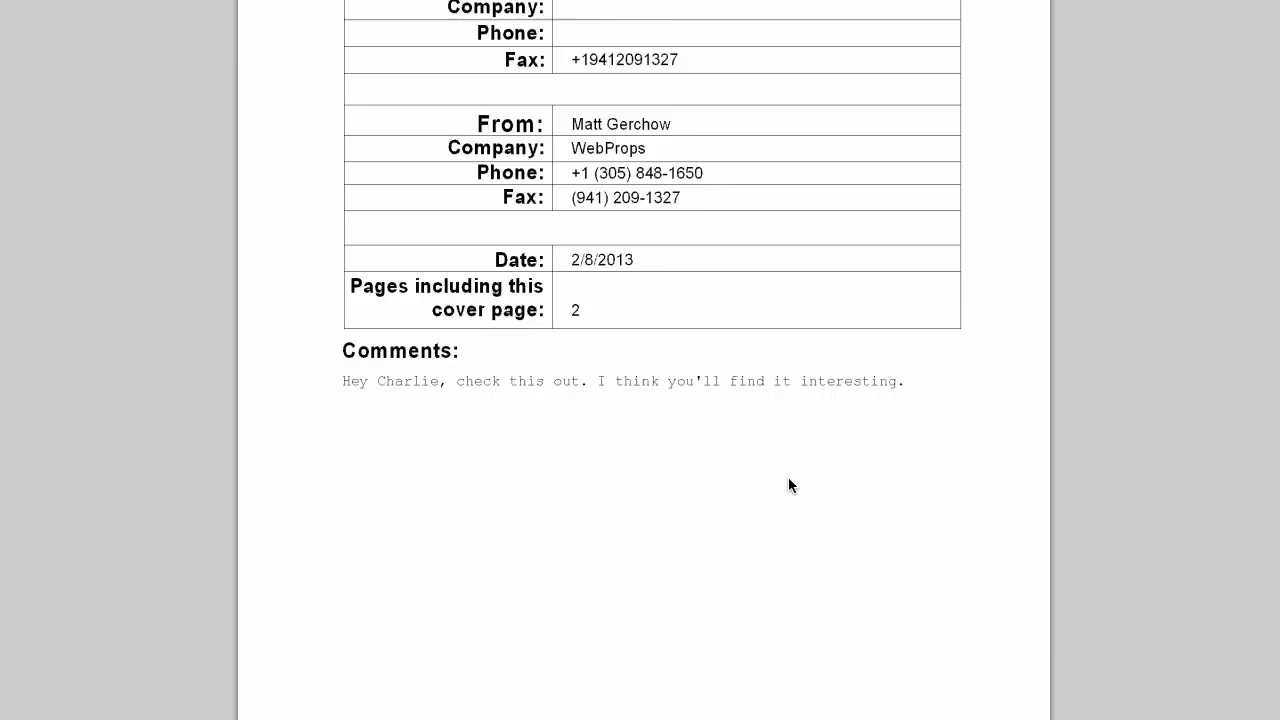 Company:
Phone:
Fax: +19412091327
From: Matt Gerchow
Company: WebProps
Phone: +1 (305) 848-1650
Fax: (941) 209-1327
Date: 2/8/2013
Pages including this
cover page: 2
Comments:
Hey Charlie, check this out. I think you'll find it interesting.